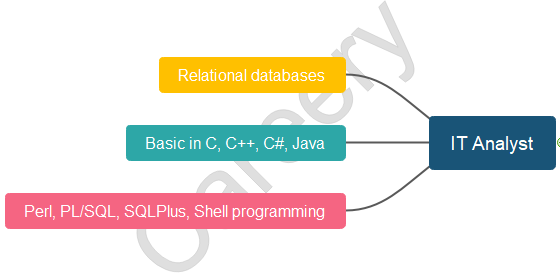 Relational databases
Basic in C, C++, C#, Java
IT Analyst
Perl, PL/SQL, SQLPlus, Shell programming
Careery